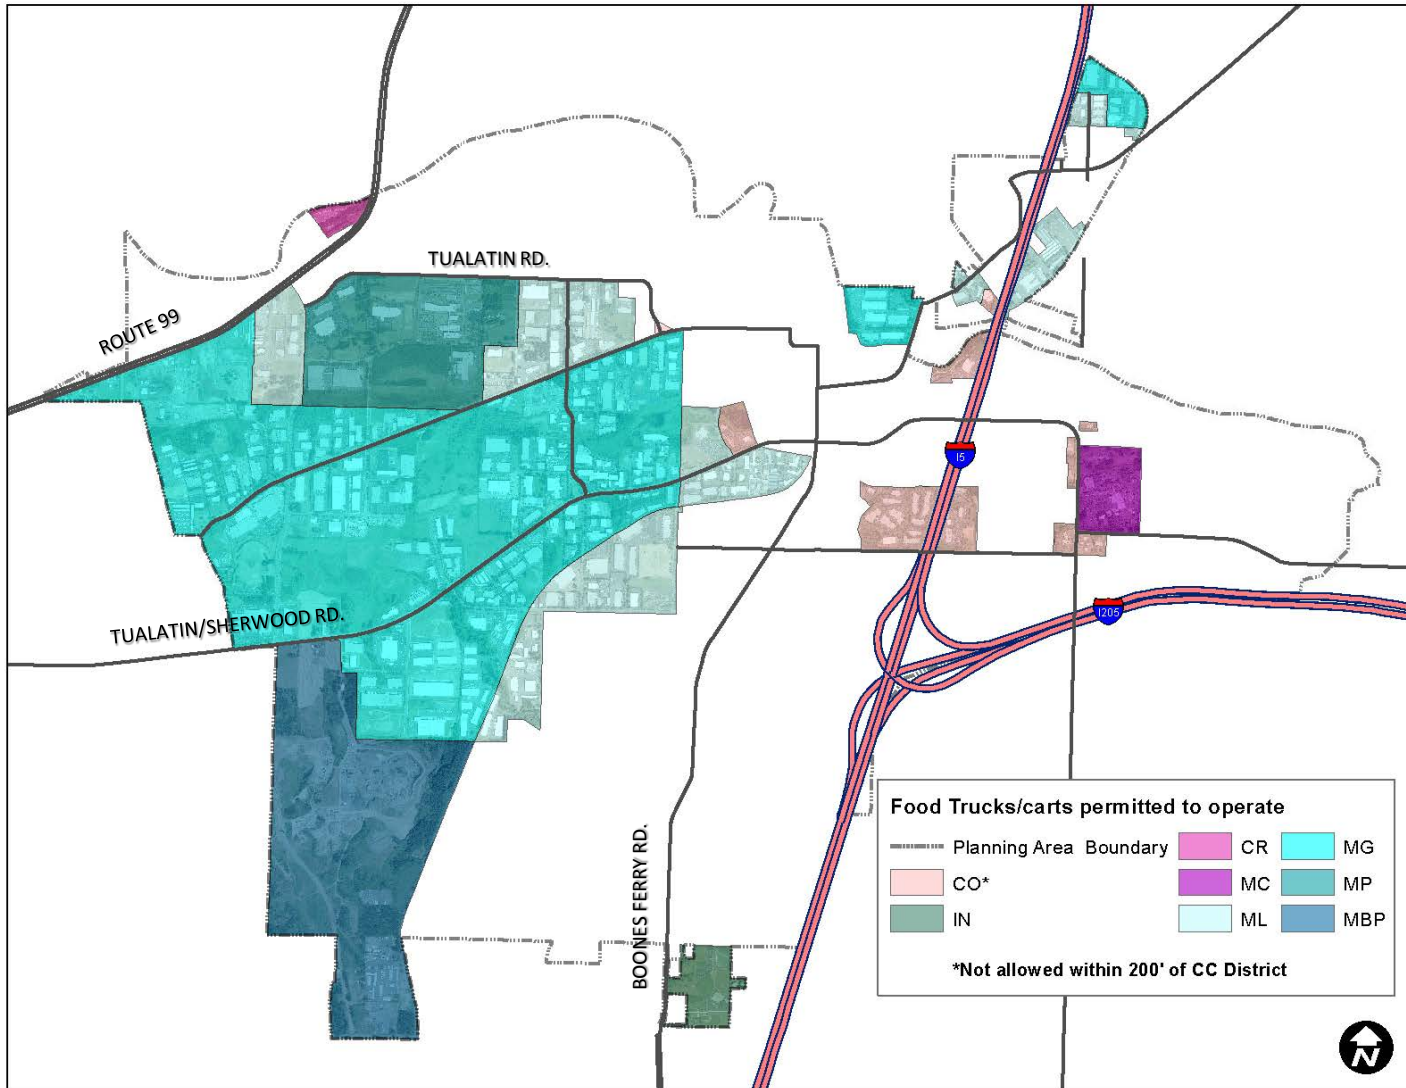 TUALATIN RD.
ROUTE 99
I5
TUALATIN/SHERWOOD RD.
I205
BOONES FERRY RD.
Food Trucks/carts permitted to operate
Planning Area Boundary
CO*
IN
CR
MC
ML
MG
MP
MBP
*Not allowed within 200' of CC District
N